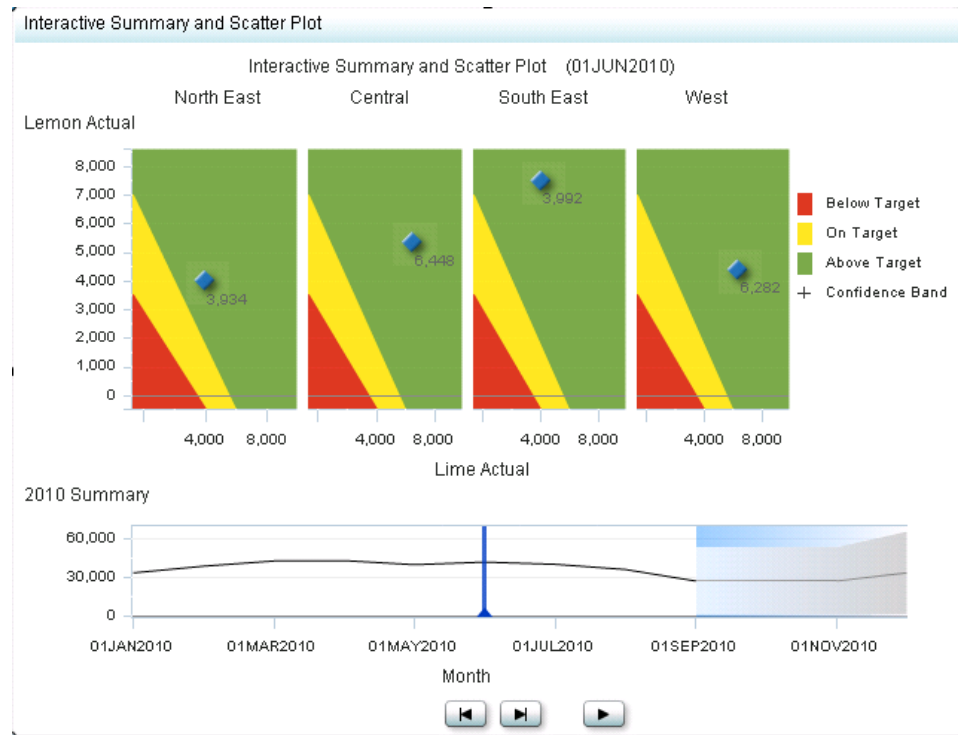 Interactive Summary and Scatter Plot
Interactive Summary and Scatter Plot (01JUN2010)
North East Central South East West
Lemon Actual
8,000
7,000
6,000
5,000
4,000
3,000
2,000
1,000
0
3,934
6,448
3,992
6,282
Below Target
On Target
Above Target
Confidence Band
4,000 8,000 4,000 8,000 4,000 8,000 4,000 8,000
Lime Actual
2010 Summary
60,000
30,000
0
01JAN2010 01MAR2010 01MAY2010 01JUL2010 01SEP2010 01NOV2010
Month